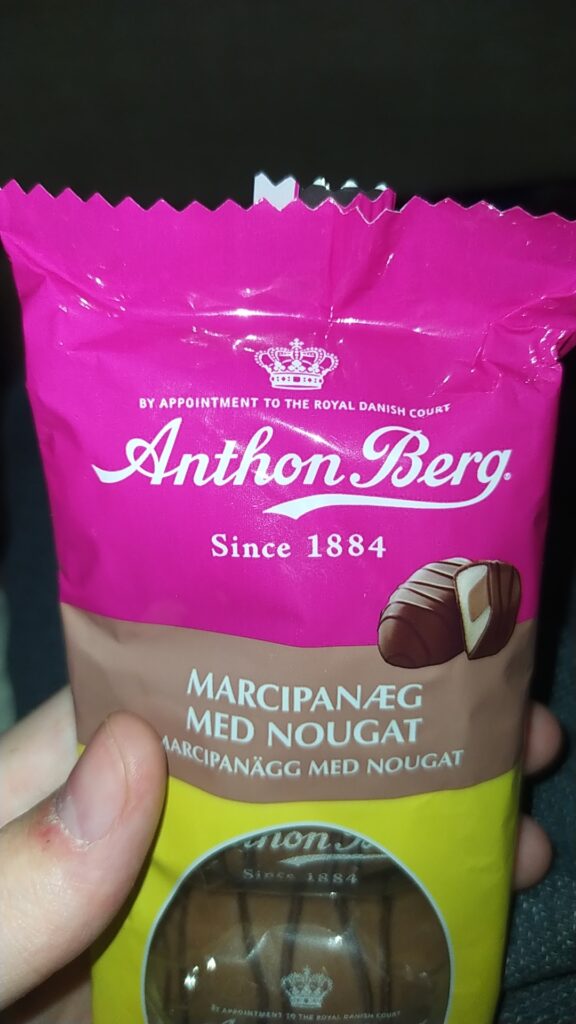 BY APPOINTMENT TO THE ROYAL DANISH COURT
Anthon Berg
Since 1884
MARCIPANÆG
MED NOUGAT
MARCIPANÄGG MED NOUGAT
Since 1884
BY APPOINTMENT TO THE ROYAL DANISH COURT